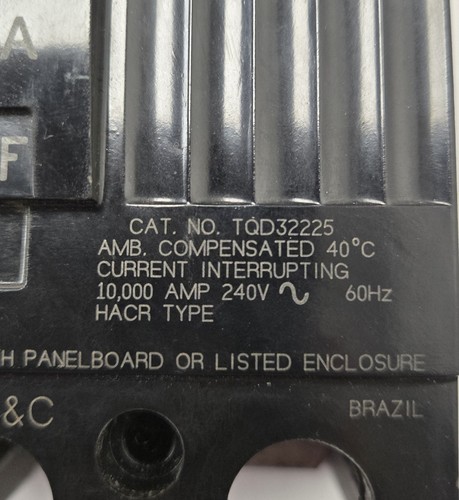 A
F
CAT. NO. TQD32225
AMB. COMPENSATED 40°C
CURRENT INTERRUPTING
10,000 AMP 240V ∿ 60Hz
HACR TYPE
H PANELBOARD OR LISTED ENCLOSURE
&C
BRAZIL